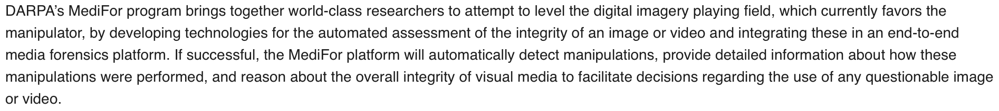 DARPA’s MediFor program brings together world-class researchers to attempt to level the digital imagery playing field, which currently favors the
manipulator, by developing technologies for the automated assessment of the integrity of an image or video and integrating these in an end-to-end
media forensics platform. If successful, the MediFor platform will automatically detect manipulations, provide detailed information about how these
manipulations were performed, and reason about the overall integrity of visual media to facilitate decisions regarding the use of any questionable image
or video.